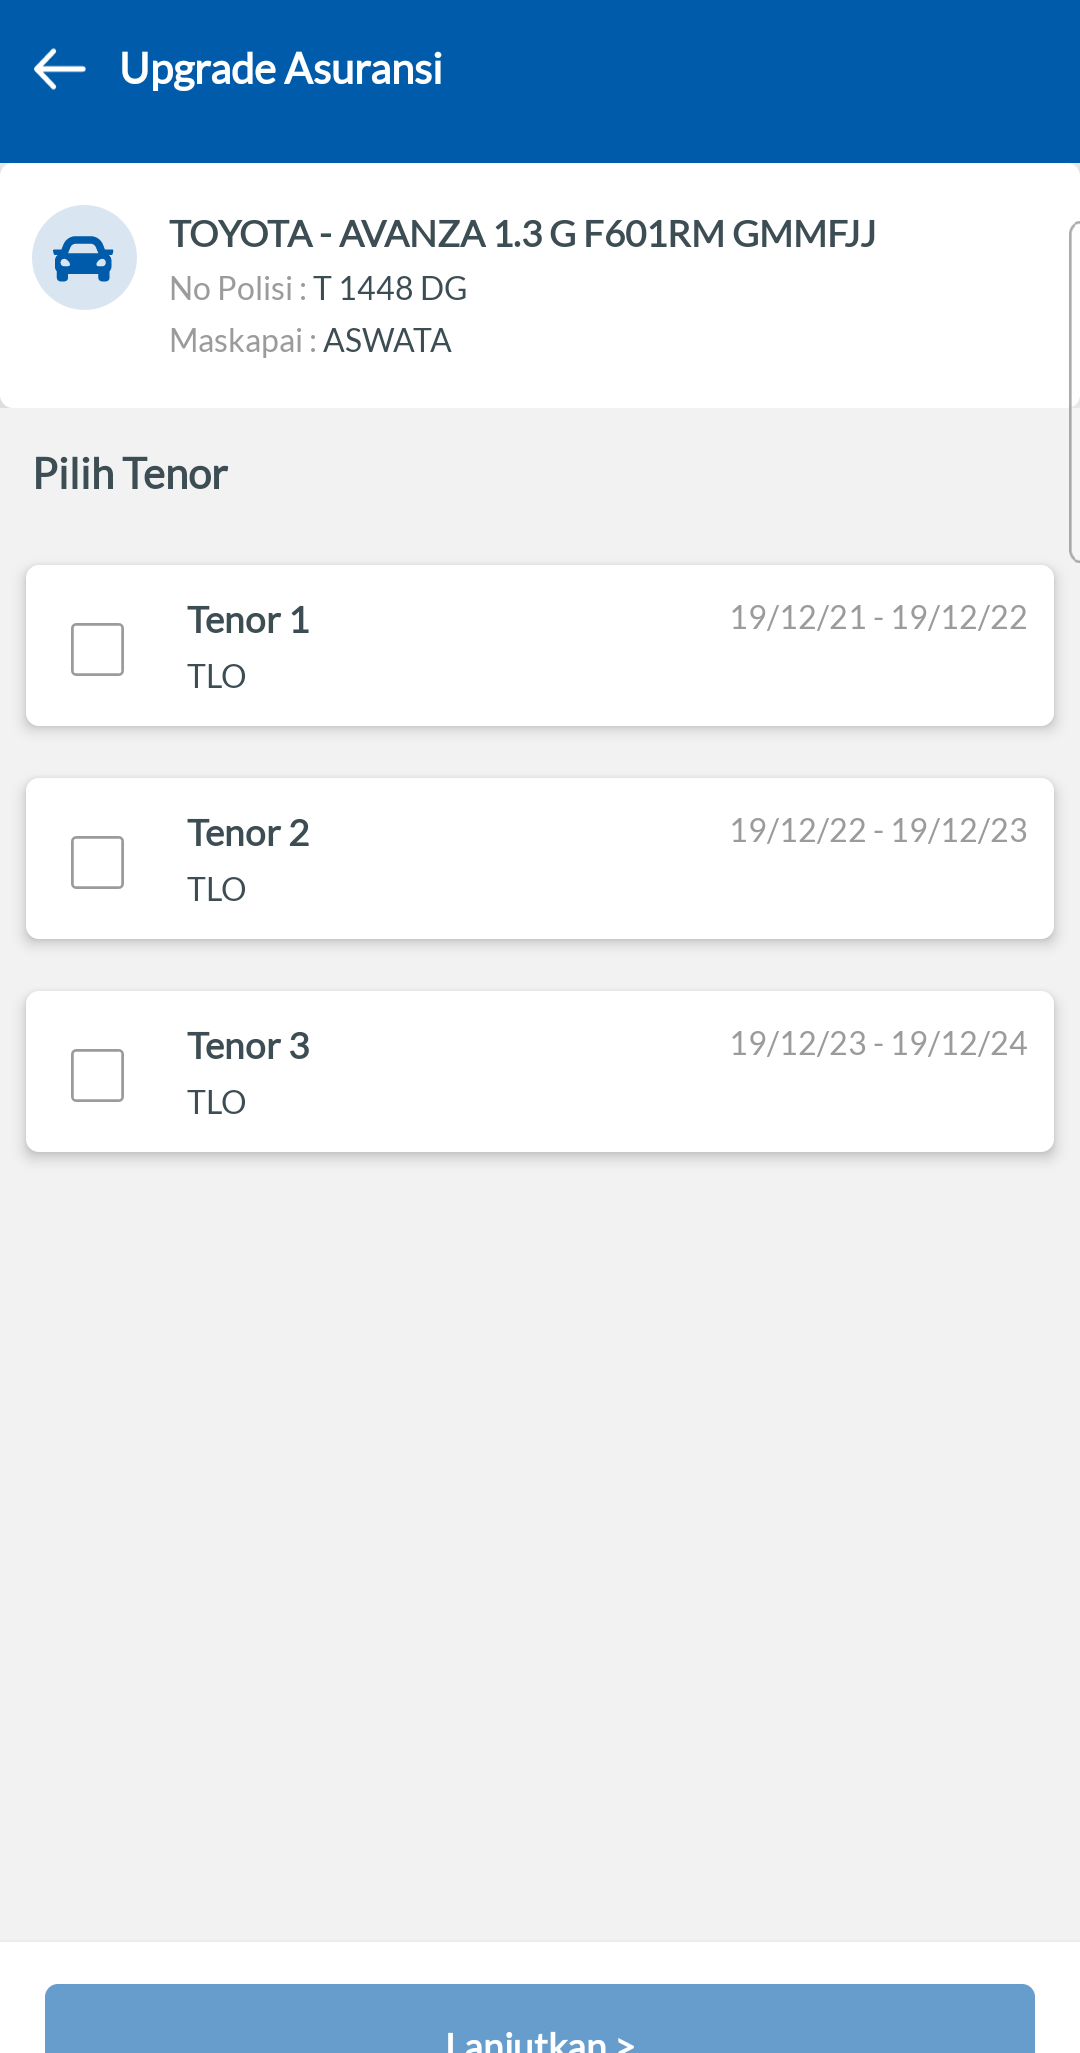 Upgrade Asuransi
TOYOTA - AVANZA 1.3 G F601RM GMMFJJ
No Polisi : T 1448 DG
Maskapai : ASWATA
Pilih Tenor
Tenor 1
19/12/21 - 19/12/22
TLO
Tenor 2
19/12/22 - 19/12/23
TLO
Tenor 3
19/12/23 - 19/12/24
TLO
Lanjutkan >